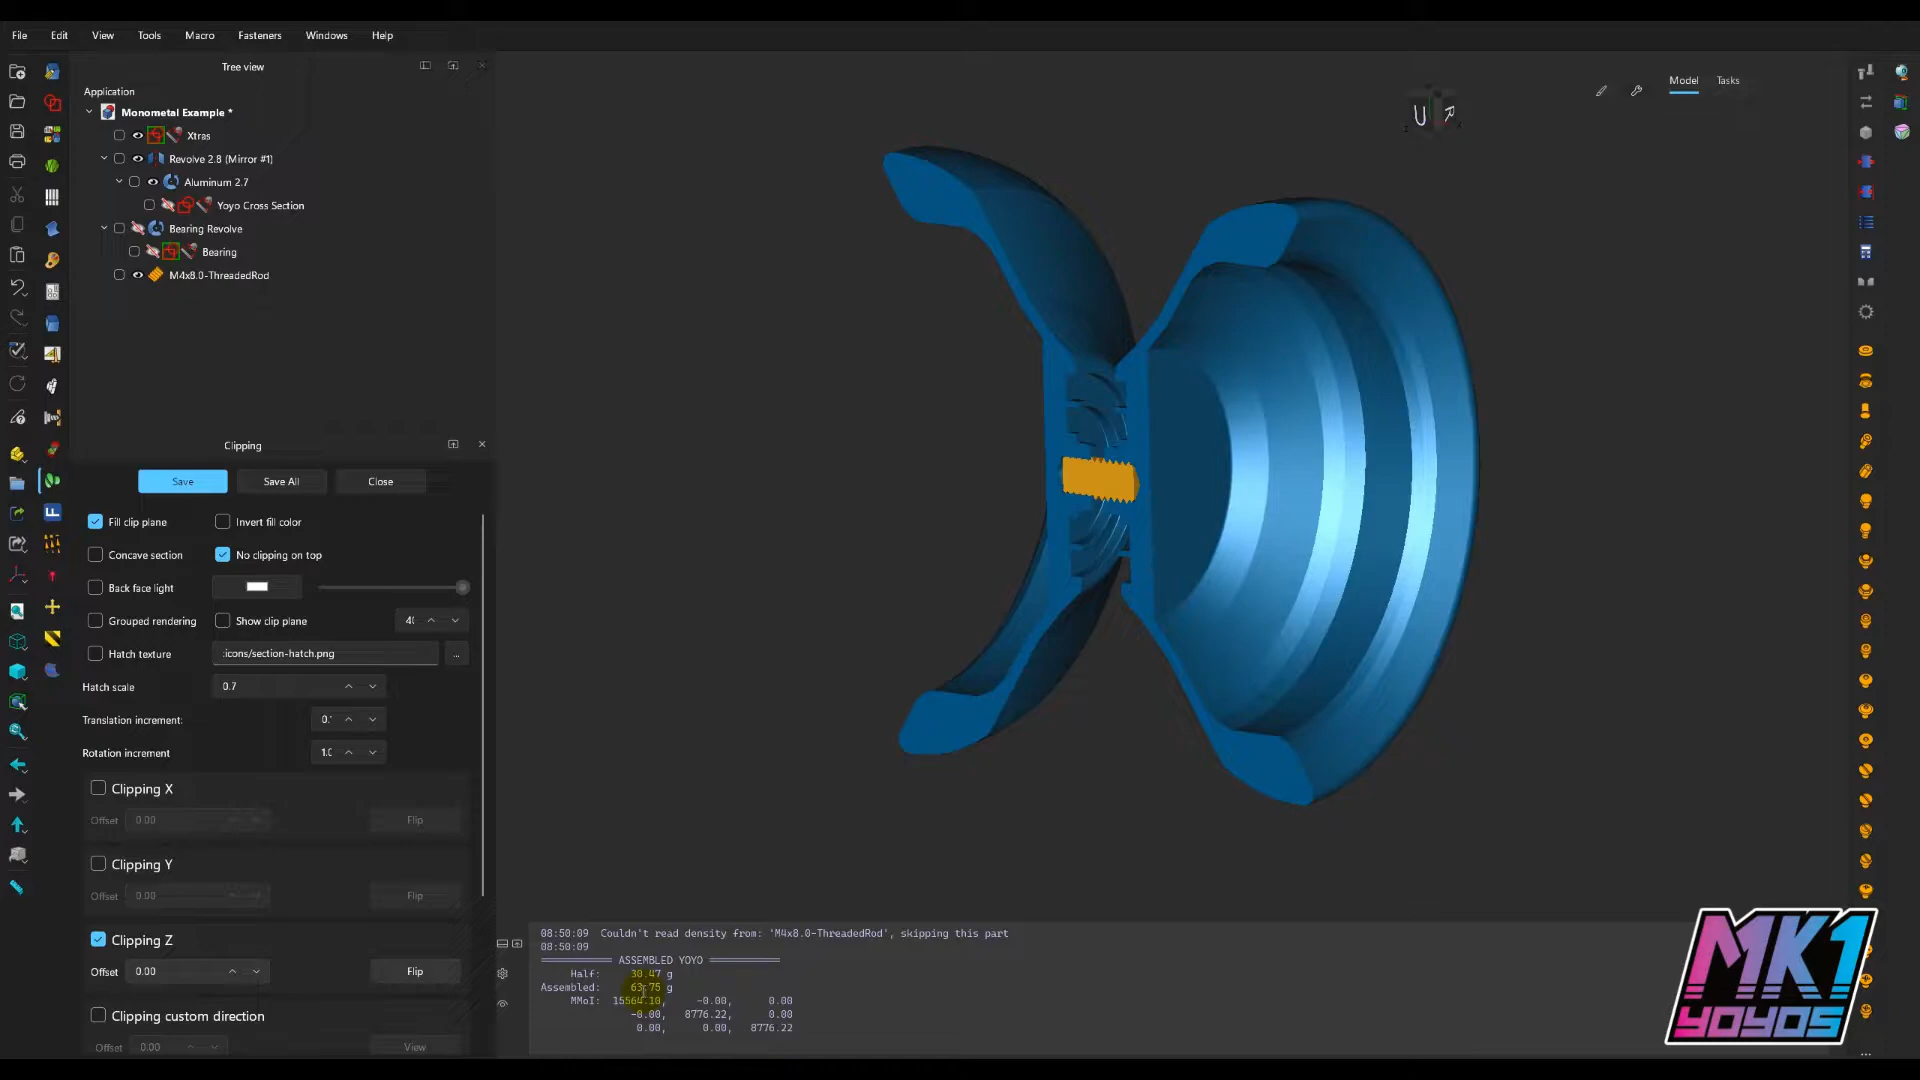 File Edit View Tools Macro Fasteners Windows Help
Tree view
Model Tasks
Application
Monometal Example *
Xtras
Revolve 2.8 (Mirror #1)
Aluminum 2.7
Yoyo Cross Section
Bearing Revolve
Bearing
M4x8.0-ThreadedRod
U R
Clipping
Save Save All Close
Fill clip plane Invert fill color
Concave section No clipping on top
Back face light
Grouped rendering Show clip plane
Hatch texture :icons/section-hatch.png ...
Hatch scale 0.7
Translation increment:
Rotation increment
Clipping X
Offset 0.00 Flip
Clipping Y
Offset 0.00 Flip
Clipping Z
Offset 0.00 Flip
Clipping custom direction
Offset 0.00 View
08:50:09 Couldn't read density from: 'M4x8.0-ThreadedRod', skipping this part
08:50:09
ASSEMBLED YOYO
Half: 30.47 g
Assembled: 63.75 g
MMoI: 15564.10, -0.00, 0.00
-0.00, 8776.22, 0.00
0.00, 0.00, 8776.22
MK1
YOYOS